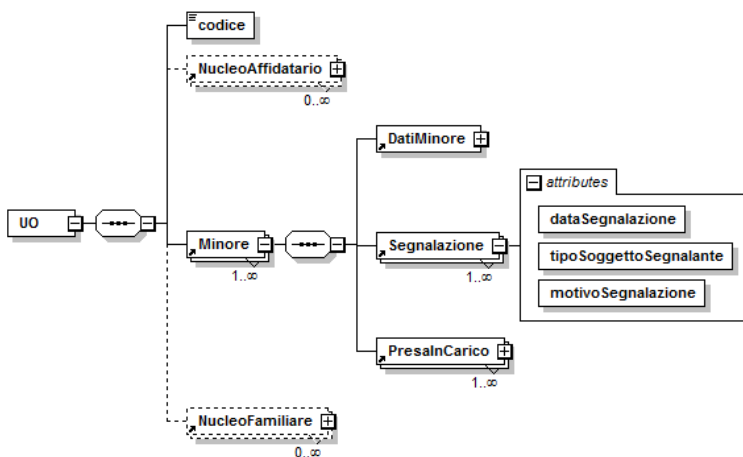 codice
NucleoAffidatario
0..∞
DatiMinore
attributes
dataSegnalazione
UO
Minore
1..∞
Segnalazione
1..∞
tipoSoggettoSegnalante
motivoSegnalazione
PresaInCarico
1..∞
NucleoFamiliare
0..∞